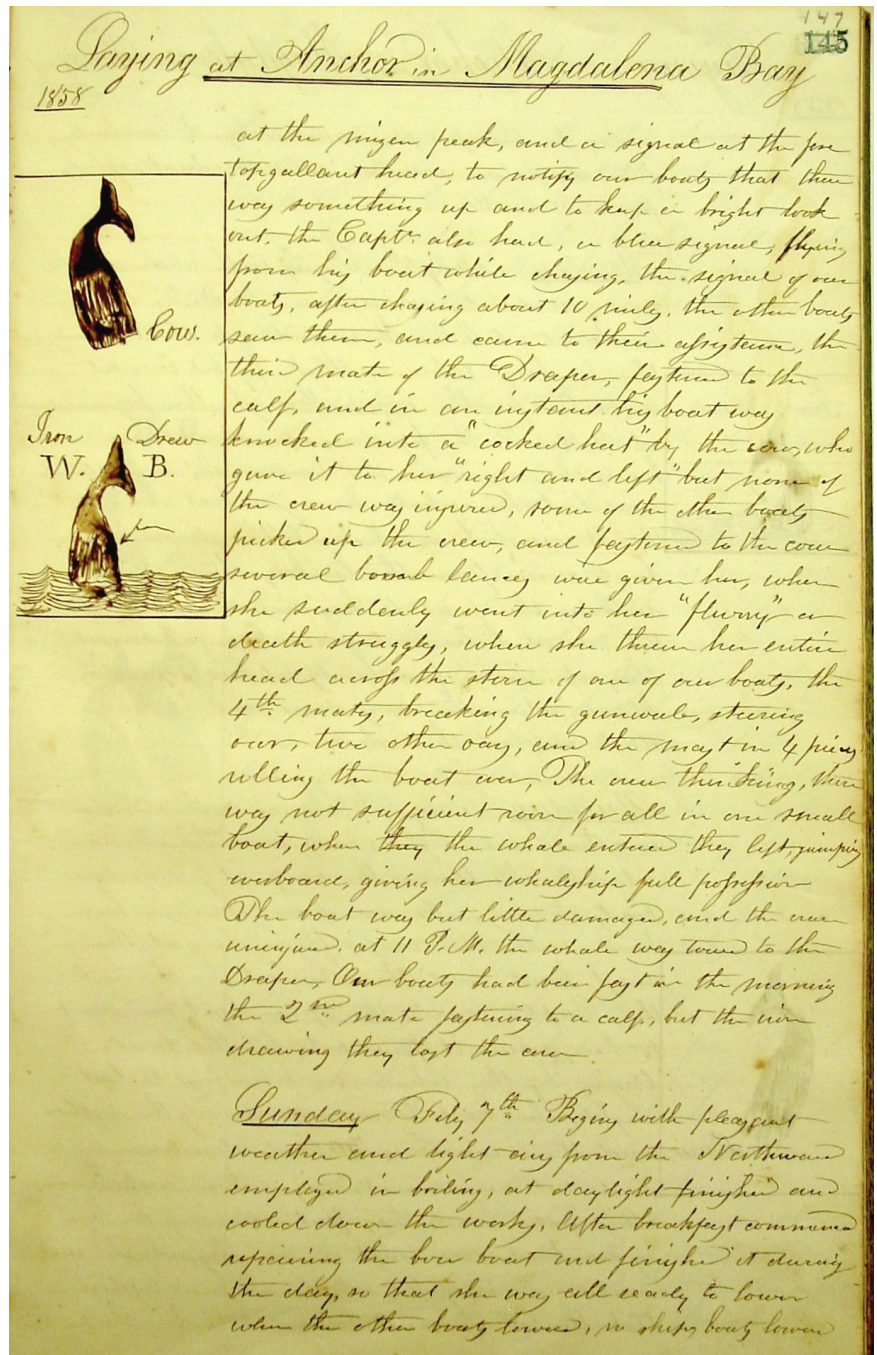 147
145
Laying at Anchor in Magdalena Bay
1858
at the mizen peak, and a signal at the fore
topgallant head, to notify our boats that there
was something up and to keep a bright look
out. the Captn. also had, a blue signal, flying
from his boat while chasing, the signal of our
boats, after chasing about 10 miles. the other boats
saw them, and came to their assistance, the
third mate of the Draper, fastened to the
calf, and in an instant his boat was
knocked into a "cocked hat" by the cow, who
gave it to her "right and left" but none of
the crew was injured, some of the other boats
picked up the crew, and fastened to the cow
several bomb lances were given her, when
she suddenly went into her "flurry" or
death struggles, when she threw her entire
head across the stern of one of our boats, the
4th mates, breaking the gunwale, steering
oar, two other oars, and the mast in 4 pieces
rolling the boat over, The crew thinking, there
was not sufficient room for all in one small
boat, when they the whale entered they left, jumping
overboard, giving her whaleship full possession
The boat was but little damaged, and the crew
uninjured. at 11 P.M. the whale was towed to the
Draper, Our boats had been fast in the morning
the 2nd mate fastening to a calf, but the iron
drawing they lost the cow
Cow.
Iron Drew
W. B.
Sunday Feby 7th Begins with pleasant
weather and light airs from the Northward
employed in boiling, at daylight finished and
cooled down the works, After breakfast commenced
repairing the bow boat and finished it during
the day, so that she was all ready to lower
when the other boats lowered, no ships boats lowered